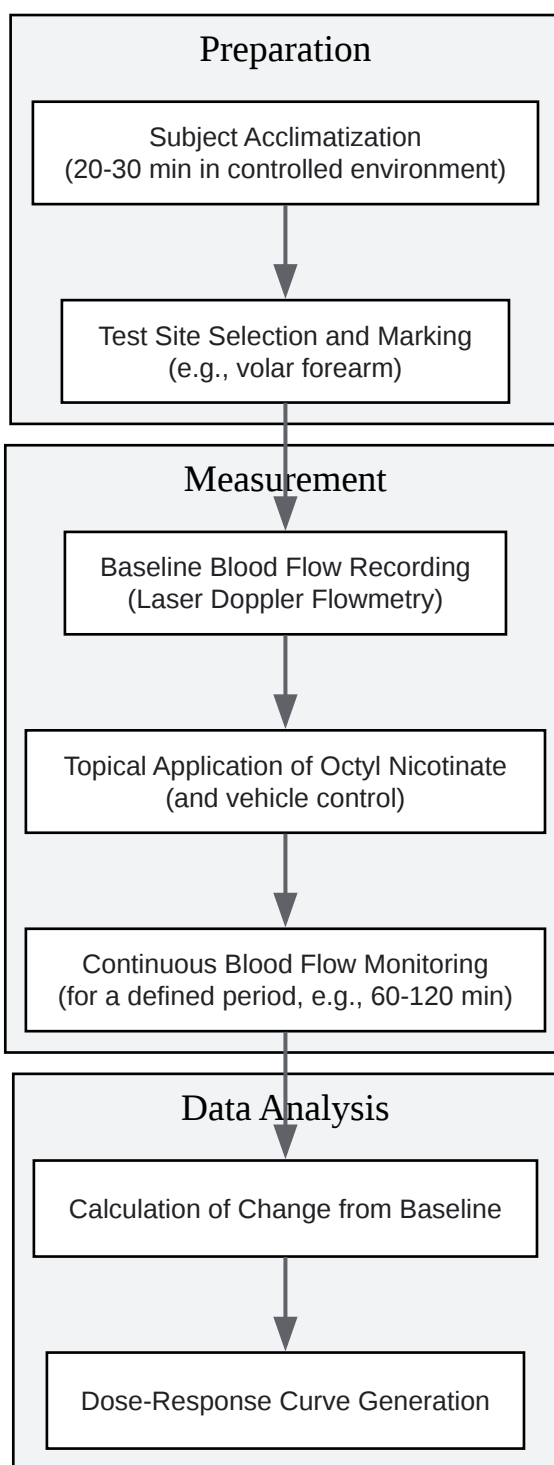 Preparation
Subject Acclimatization
(20-30 min in controlled environment)
Test Site Selection and Marking
(e.g., volar forearm)
Measurement
Baseline Blood Flow Recording
(Laser Doppler Flowmetry)
Topical Application of Octyl Nicotinate
(and vehicle control)
Continuous Blood Flow Monitoring
(for a defined period, e.g., 60-120 min)
Data Analysis
Calculation of Change from Baseline
Dose-Response Curve Generation